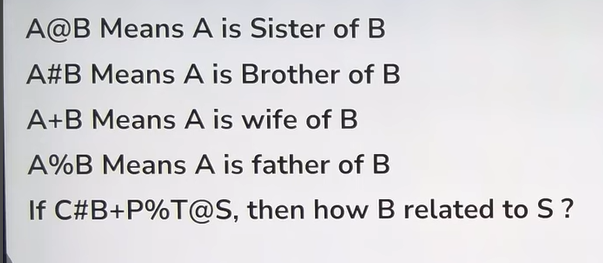 A@B Means A is Sister of B
A#B Means A is Brother of B
A+B Means A is wife of B
A%B Means A is father of B
If C#B+P%T@S, then how B related to S ?